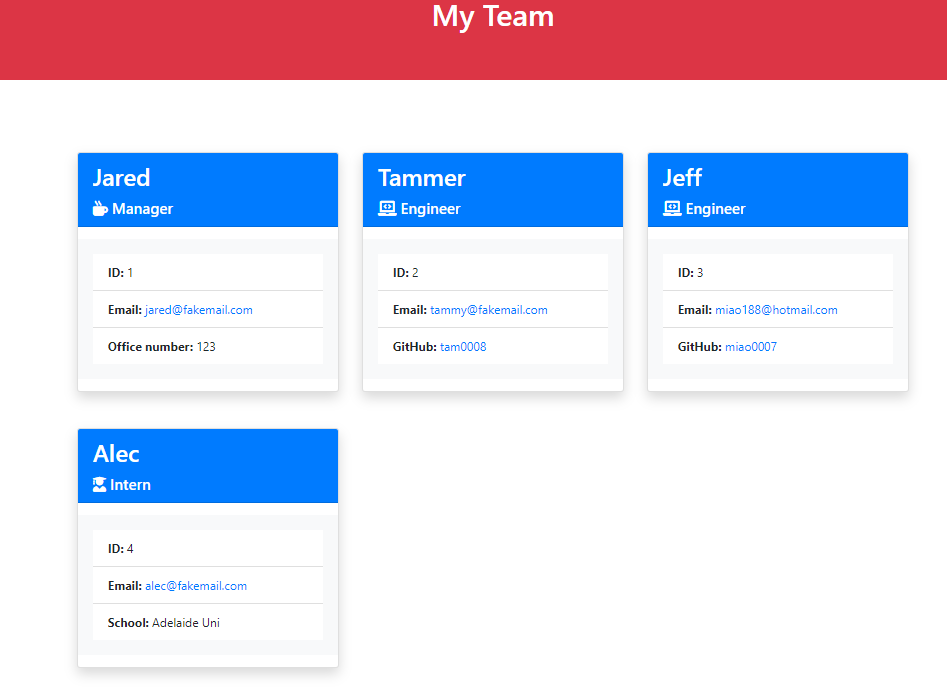 My Team
Jared
Manager
ID: 1
Email: jared@fakemail.com
Office number: 123
Tammer
Engineer
ID: 2
Email: tammy@fakemail.com
GitHub: tam0008
Jeff
Engineer
ID: 3
Email: miao188@hotmail.com
GitHub: miao0007
Alec
Intern
ID: 4
Email: alec@fakemail.com
School: Adelaide Uni